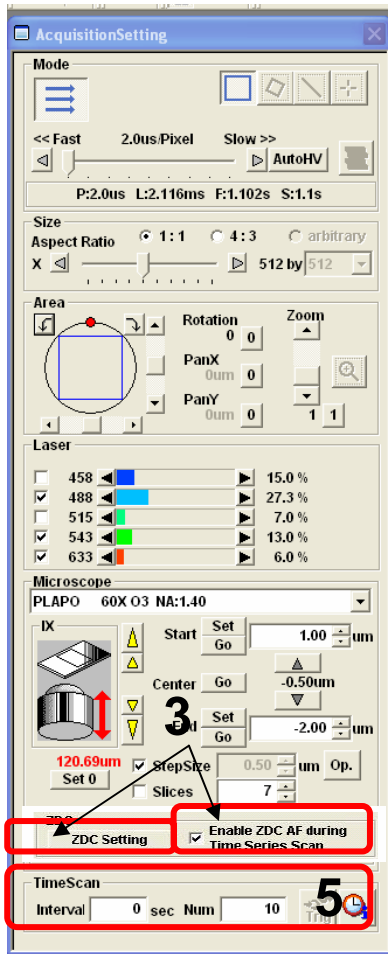 AcquisitionSetting
Mode
<< Fast 2.0us/Pixel Slow >>
AutoHV
P:2.0us L:2.116ms F:1.102s S:1.1s
Size
Aspect Ratio 1:1 4:3 arbitrary
X 512 by 512
Area
Rotation Zoom
0 0
PanX
0um 0
PanY
0um 0 1 1
Laser
458 15.0 %
488 27.3 %
515 7.0 %
543 13.0 %
633 6.0 %
Microscope
PLAPO 60X O3 NA:1.40
IX
Start Set 1.00 um
Go
Center Go -0.50um
3
End Set -2.00 um
Go
120.69um StepSize 0.50 um Op.
Set 0 Slices 7
ZDC
ZDC Setting Enable ZDC AF during
Time Series Scan
TimeScan
Interval 0 sec Num 10 Trig
5